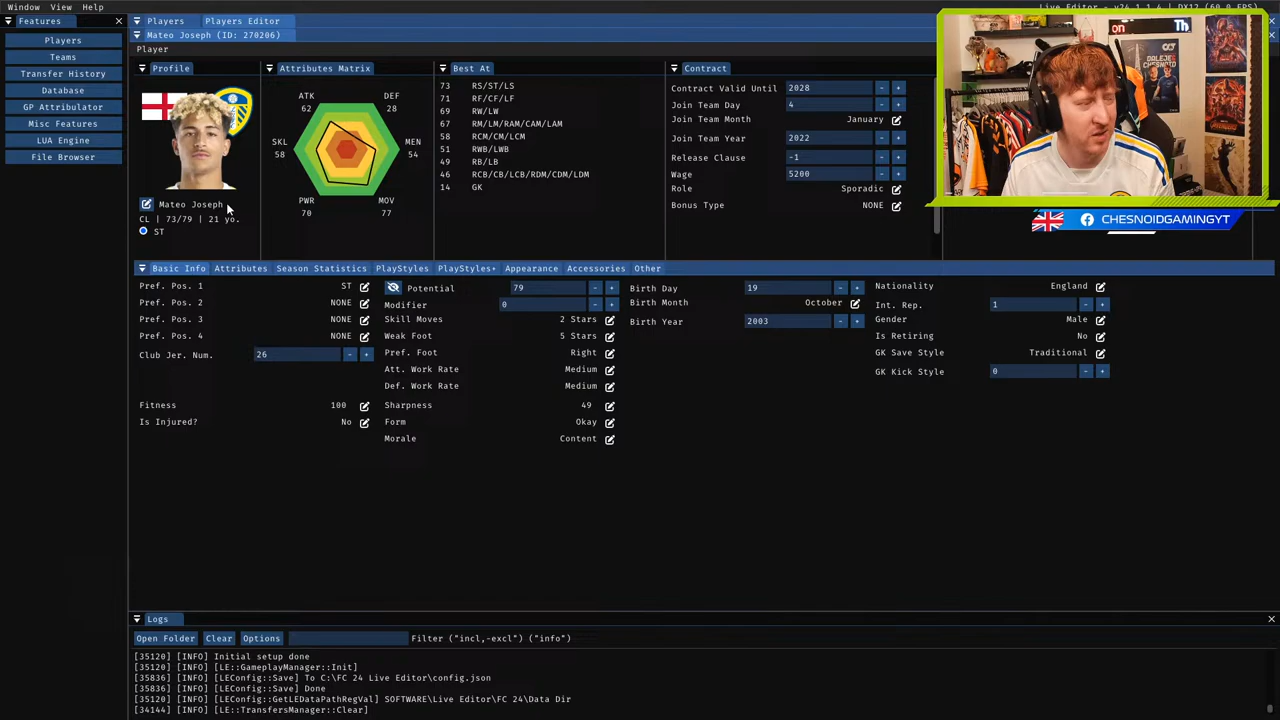 Window View Help
Live Editor - v24.1.1.4 | DX12 (60.0 FPS)
Features
Players
Teams
Transfer History
Database
GP Attributor
Misc Features
LUA Engine
File Browser
Players Players Editor
Mateo Joseph (ID: 270206)
Player
Profile
Mateo Joseph
CL | 73/79 | 21 yo.
ST
Attributes Matrix
ATK
62
DEF
28
SKL
58
MEN
54
PWR
70
MOV
77
Best At
73 RS/ST/LS
71 RF/CF/LF
69 RW/LW
67 RM/LM/RAM/CAM/LAM
58 RCM/CM/LCM
51 RWB/LWB
49 RB/LB
46 RCB/CB/LCB/RDM/CDM/LDM
14 GK
Contract
Contract Valid Until 2028 - +
Join Team Day 4 - +
Join Team Month January
Join Team Year 2022 - +
Release Clause -1 - +
Wage 5200 - +
Role Sporadic
Bonus Type NONE
CHESNOIDGAMINGYT
Basic Info Attributes Season Statistics PlayStyles PlayStyles+ Appearance Accessories Other
Pref. Pos. 1 ST
Pref. Pos. 2 NONE
Pref. Pos. 3 NONE
Pref. Pos. 4 NONE
Club Jer. Num. 26 - +
Fitness 100
Is Injured? No
Potential 79 - +
Modifier 0 - +
Skill Moves 2 Stars
Weak Foot 5 Stars
Pref. Foot Right
Att. Work Rate Medium
Def. Work Rate Medium
Sharpness 49
Form Okay
Morale Content
Birth Day 19 - +
Birth Month October
Birth Year 2003 - +
Nationality England
Int. Rep. 1 - +
Gender Male
Is Retiring No
GK Save Style Traditional
GK Kick Style 0 - +
Logs
Open Folder Clear Options Filter ("incl,-excl") ("info")
[35120] [INFO] Initial setup done
[35120] [INFO] [LE::GameplayManager::Init]
[35836] [INFO] [LEConfig::Save] To C:\FC 24 Live Editor\config.json
[35836] [INFO] [LEConfig::Save] Done
[35120] [INFO] [LEConfig::GetLEDataPathRegVal] SOFTWARE\Live Editor\FC 24\Data Dir
[34144] [INFO] [LE::TransfersManager::Clear]